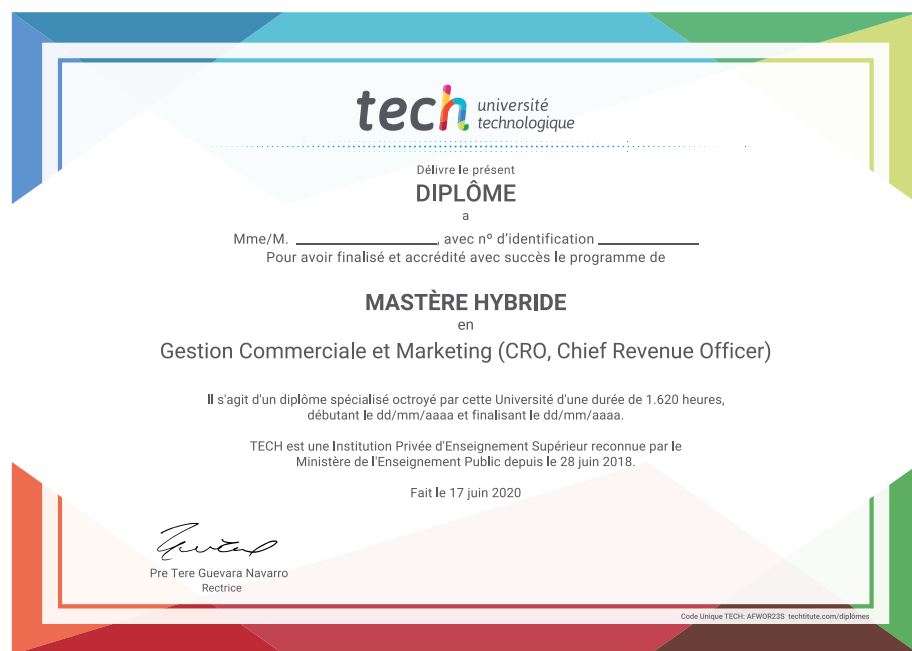 tech université
technologique
Délivre le présent
DIPLÔME
a
Mme/M. ____________________, avec nº d'identification ______________
Pour avoir finalisé et accrédité avec succès le programme de
MASTÈRE HYBRIDE
en
Gestion Commerciale et Marketing (CRO, Chief Revenue Officer)
Il s'agit d'un diplôme spécialisé octroyé par cette Université d'une durée de 1.620 heures,
débutant le dd/mm/aaaa et finalisant le dd/mm/aaaa.
TECH est une Institution Privée d'Enseignement Supérieur reconnue par le
Ministère de l'Enseignement Public depuis le 28 juin 2018.
Fait le 17 juin 2020
Pre Tere Guevara Navarro
Rectrice
Code Unique TECH: AFWOR23S techtitute.com/diplômes